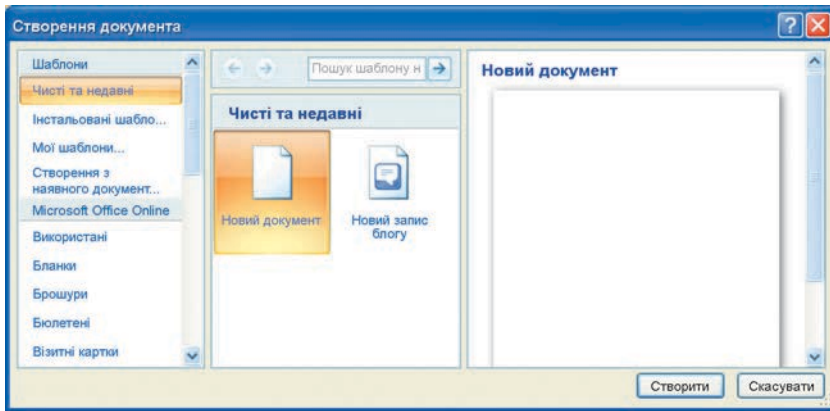 Створення документа
Шаблони
Чисті та недавні
Інстальовані шабло...
Мої шаблони...
Створення з
наявного документ...
Microsoft Office Online
Використані
Бланки
Брошури
Бюлетені
Візитні картки
Пошук шаблону н
Чисті та недавні
Новий документ
Новий запис
блогу
Новий документ
Створити
Скасувати